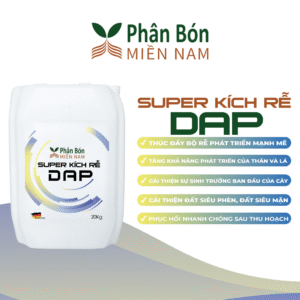 Phân Bón
MIỀN NAM
SUPER KÍCH RỄ
DAP
THÚC ĐẨY BỘ RỄ PHÁT TRIỂN MẠNH MẼ
TĂNG KHẢ NĂNG PHÁT TRIỂN CỦA THÂN VÀ LÁ
CẢI THIỆN SỰ SINH TRƯỞNG BAN ĐẦU CỦA CÂY
CẢI THIỆN ĐẤT SIÊU PHÈN, ĐẤT SIÊU MẶN
PHỤC HỒI NHANH CHÓNG SAU THU HOẠCH
Phân Bón
MIỀN NAM
SUPER KÍCH RỄ
DAP
20Kg